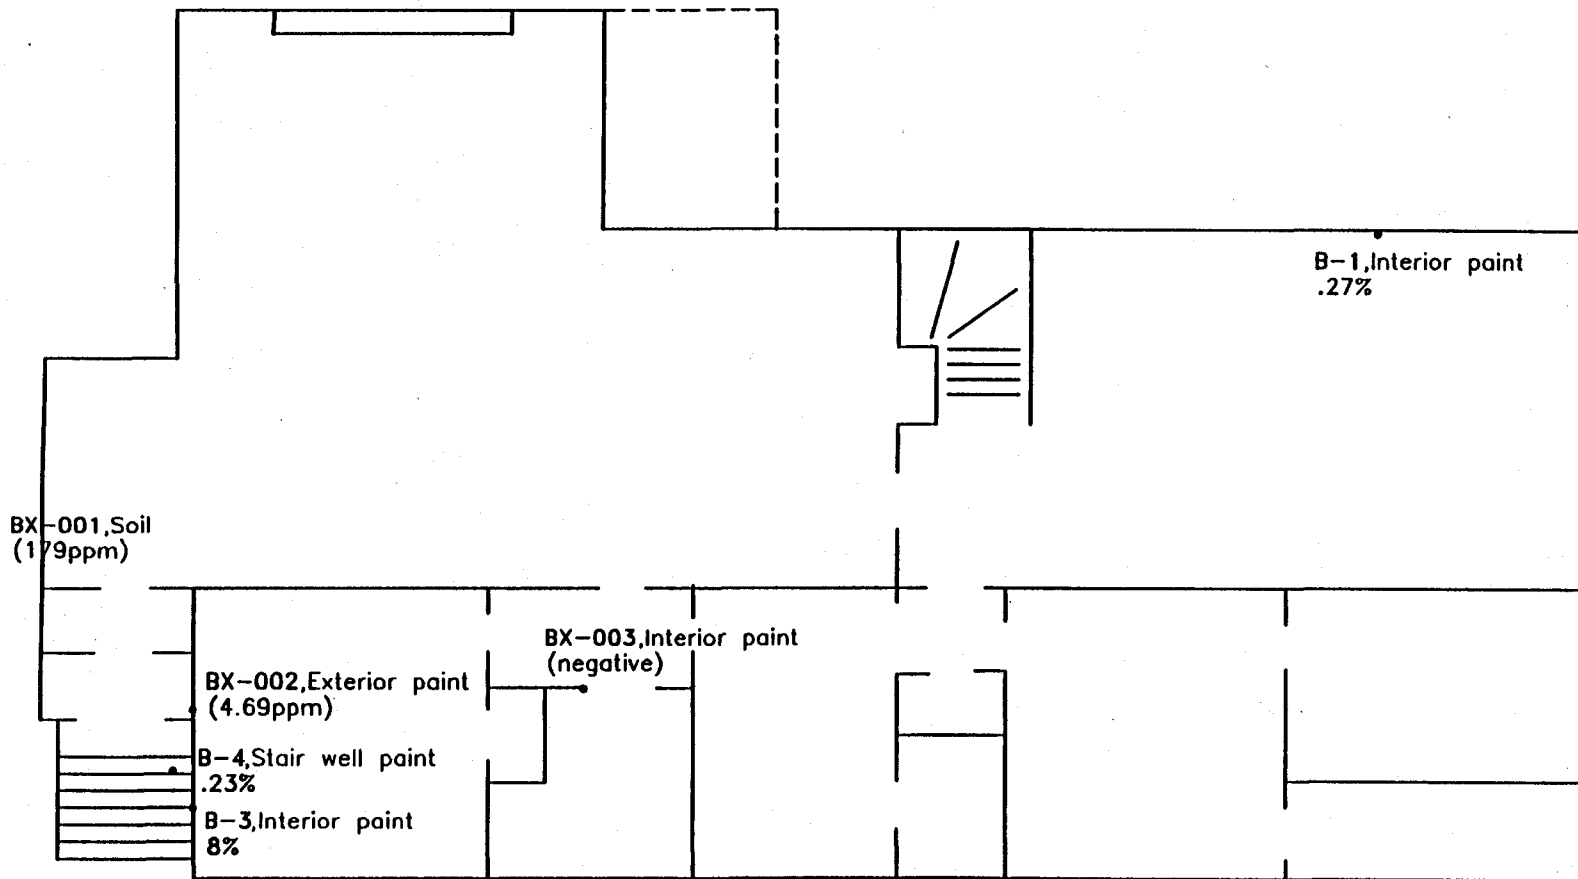 B-1,Interior paint
.27%
BX-001,Soil
(179ppm)
BX-003,Interior paint
(negative)
BX-002,Exterior paint
(4.69ppm)
B-4,Stair well paint
.23%
B-3,Interior paint
8%